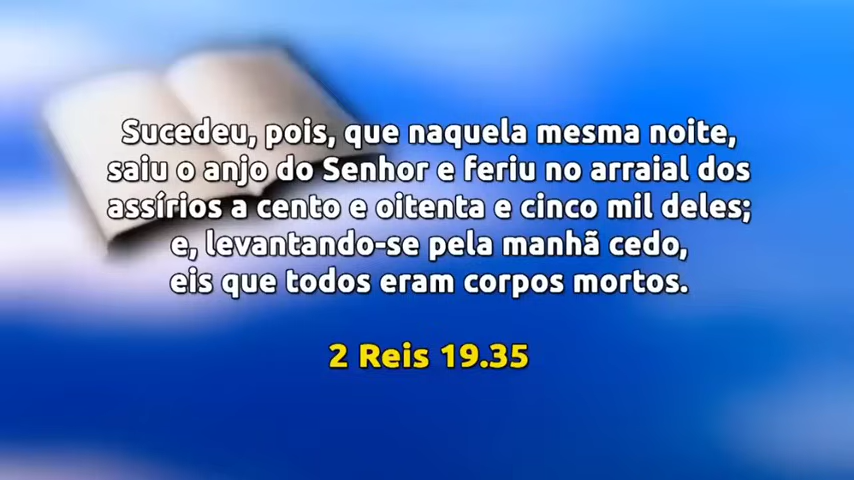 Sucedeu, pois, que naquela mesma noite,
saiu o anjo do Senhor e feriu no arraial dos
assírios a cento e oitenta e cinco mil deles;
e, levantando-se pela manhã cedo,
eis que todos eram corpos mortos.
2 Reis 19.35